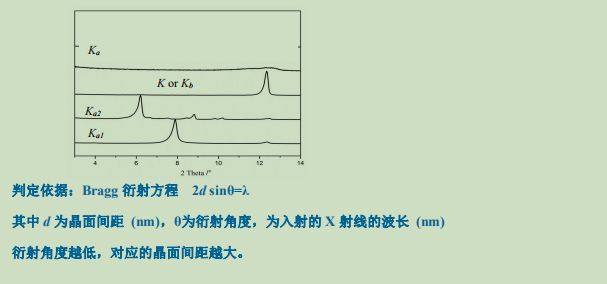 Ka
K or Kb
Ka2
Ka1
4 6 8 10 12 14
2 Theta /°
判定依据：Bragg 衍射方程 2d sinθ=λ
其中 d 为晶面间距 (nm)，θ为衍射角度，为入射的 X 射线的波长 (nm)
衍射角度越低，对应的晶面间距越大。